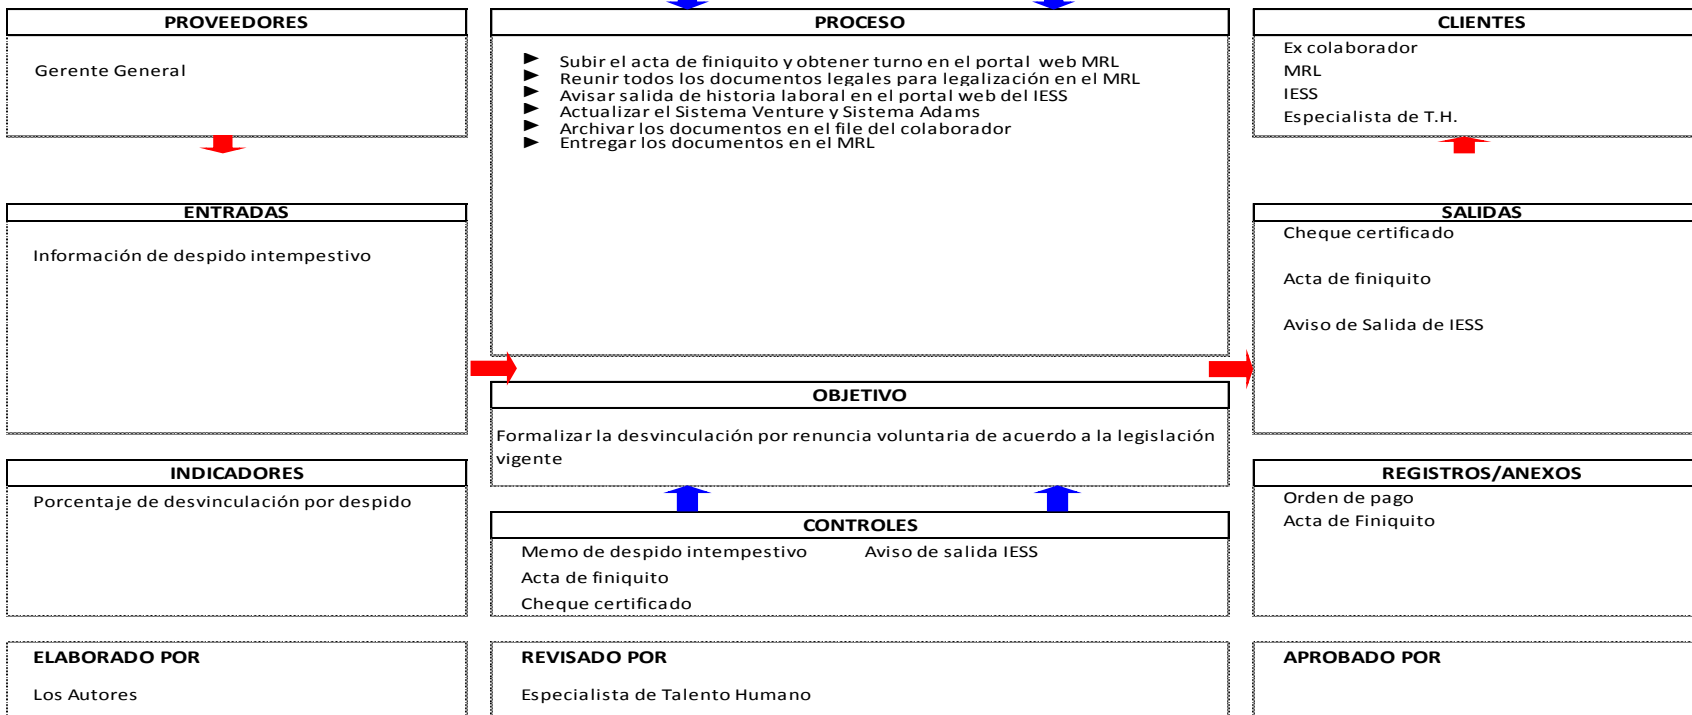 PROVEEDORES
Gerente General
PROCESO
Subir el acta de finiquito y obtener turno en el portal web MRL
Reunir todos los documentos legales para legalización en el MRL
Avisar salida de historia laboral en el portal web del IESS
Actualizar el Sistema Venture y Sistema Adams
Archivar los documentos en el file del colaborador
Entregar los documentos en el MRL
CLIENTES
Ex colaborador
MRL
IESS
Especialista de T.H.
ENTRADAS
Información de despido intempestivo
SALIDAS
Cheque certificado
Acta de finiquito
Aviso de Salida de IESS
OBJETIVO
Formalizar la desvinculación por renuncia voluntaria de acuerdo a la legislación
vigente
INDICADORES
Porcentaje de desvinculación por despido
CONTROLES
Memo de despido intempestivo Aviso de salida IESS
Acta de finiquito
Cheque certificado
REGISTROS/ANEXOS
Orden de pago
Acta de Finiquito
ELABORADO POR
Los Autores
REVISADO POR
Especialista de Talento Humano
APROBADO POR